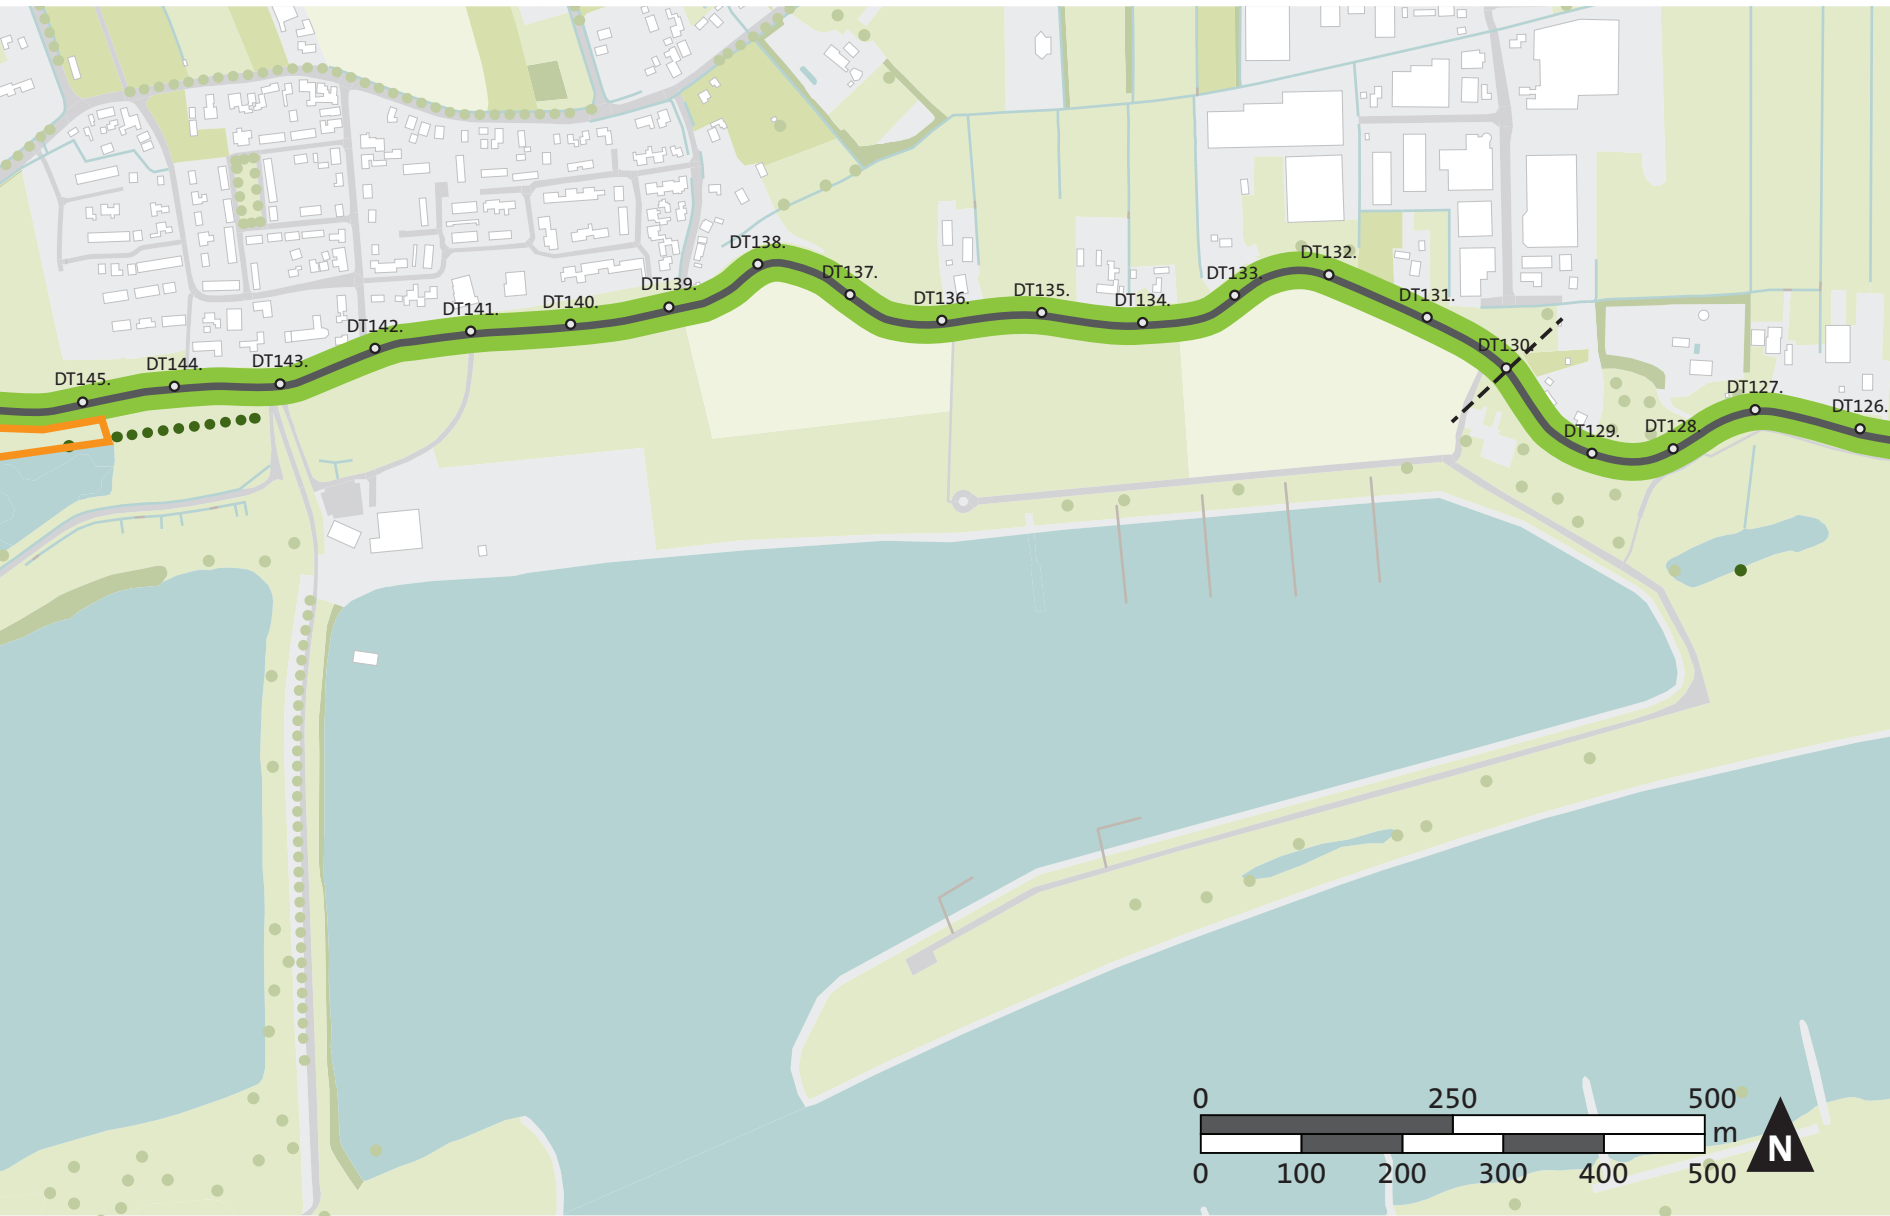 DT138.
DT137.
DT132.
DT133.
DT139.
DT135.
DT136.
DT134.
DT131.
DT140.
DT141.
DT142.
DT130.
DT143.
DT144.
DT145.
DT127.
DT126.
DT128.
DT129.
0 250 500
m
0 100 200 300 400 500
N